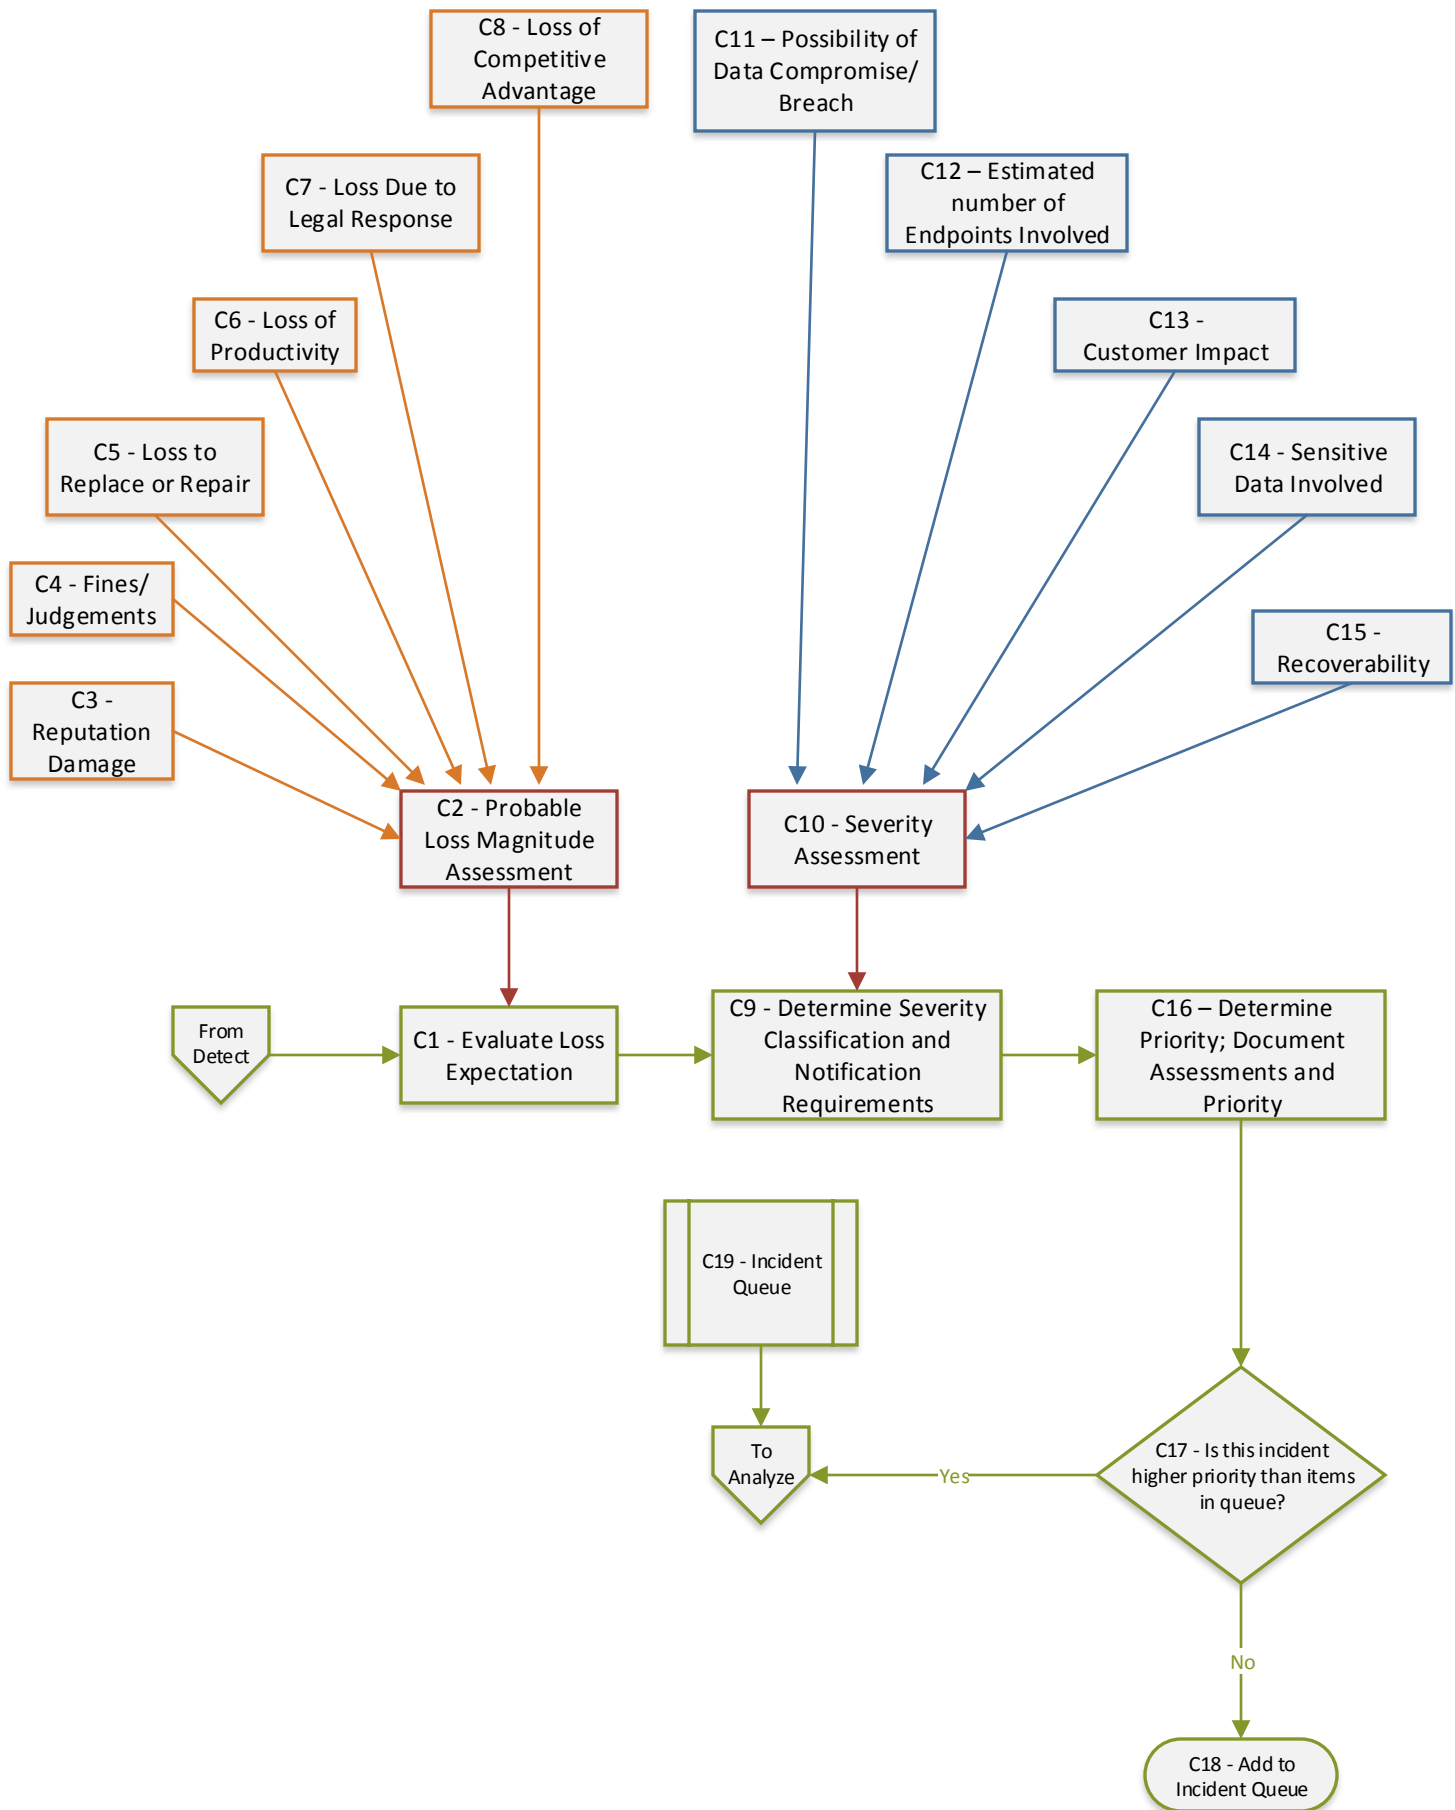 C8 - Loss of
Competitive
Advantage
C11 – Possibility of
Data Compromise/
Breach
C7 - Loss Due to
Legal Response
C12 – Estimated
number of
Endpoints Involved
C6 - Loss of
Productivity
C13 -
Customer Impact
C5 - Loss to
Replace or Repair
C14 - Sensitive
Data Involved
C4 - Fines/
Judgements
C15 -
Recoverability
C3 -
Reputation
Damage
C2 - Probable
Loss Magnitude
Assessment
C10 - Severity
Assessment
From
Detect
C1 - Evaluate Loss
Expectation
C9 - Determine Severity
Classification and
Notification
Requirements
C16 – Determine
Priority; Document
Assessments and
Priority
C19 - Incident
Queue
To
Analyze
Yes
C17 - Is this incident
higher priority than items
in queue?
No
C18 - Add to
Incident Queue